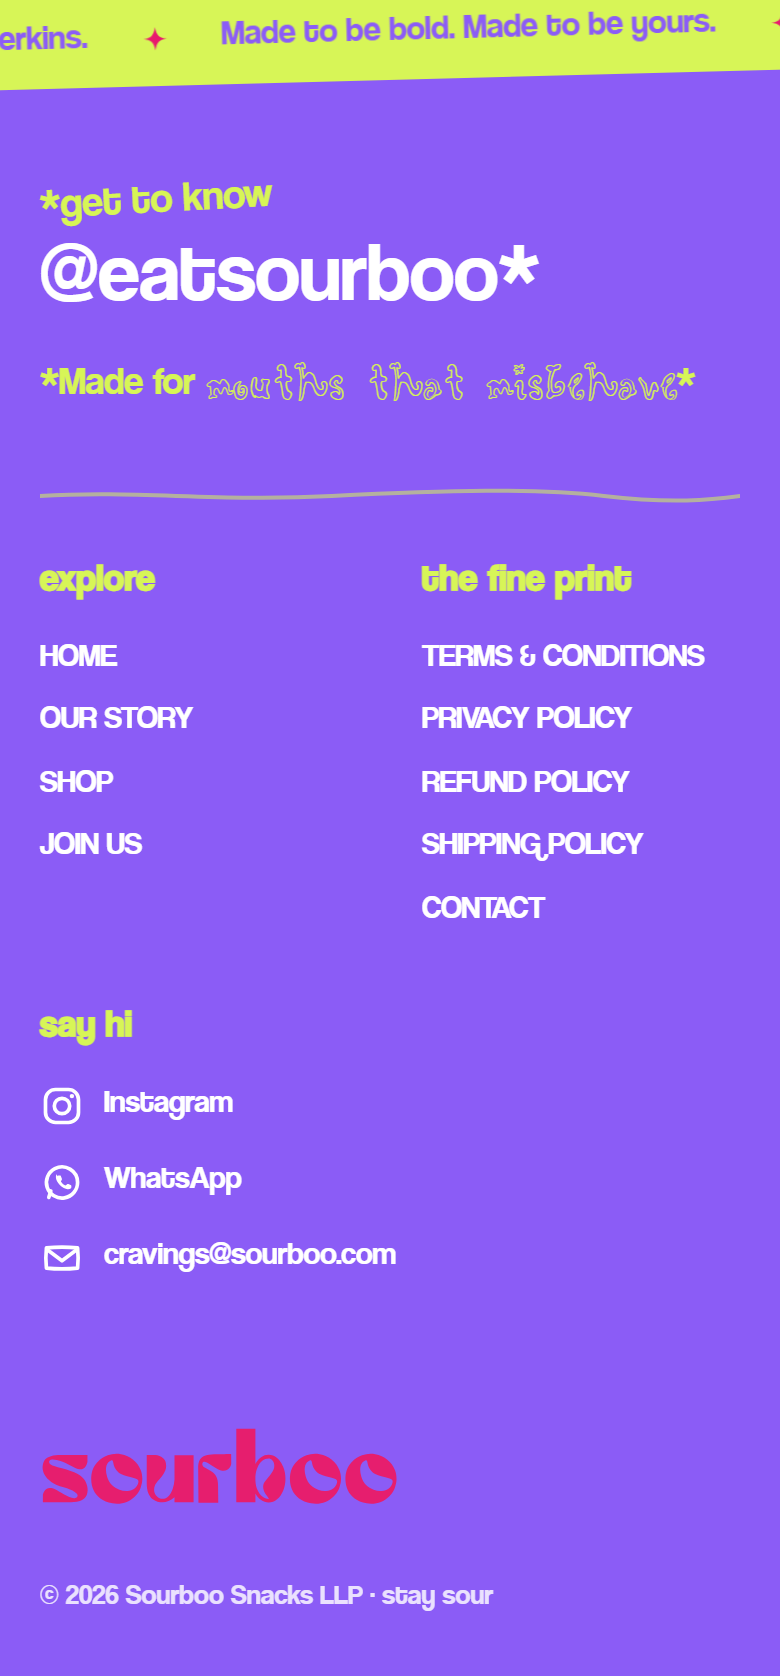 erkins. ✦ Made to be bold. Made to be yours. ✦
*get to know
@eatsourboo*
*Made for mouths that misbehave*
explore
HOME
OUR STORY
SHOP
JOIN US
the fine print
TERMS & CONDITIONS
PRIVACY POLICY
REFUND POLICY
SHIPPING POLICY
CONTACT
say hi
Instagram
WhatsApp
cravings@sourboo.com
sourboo
© 2026 Sourboo Snacks LLP · stay sour